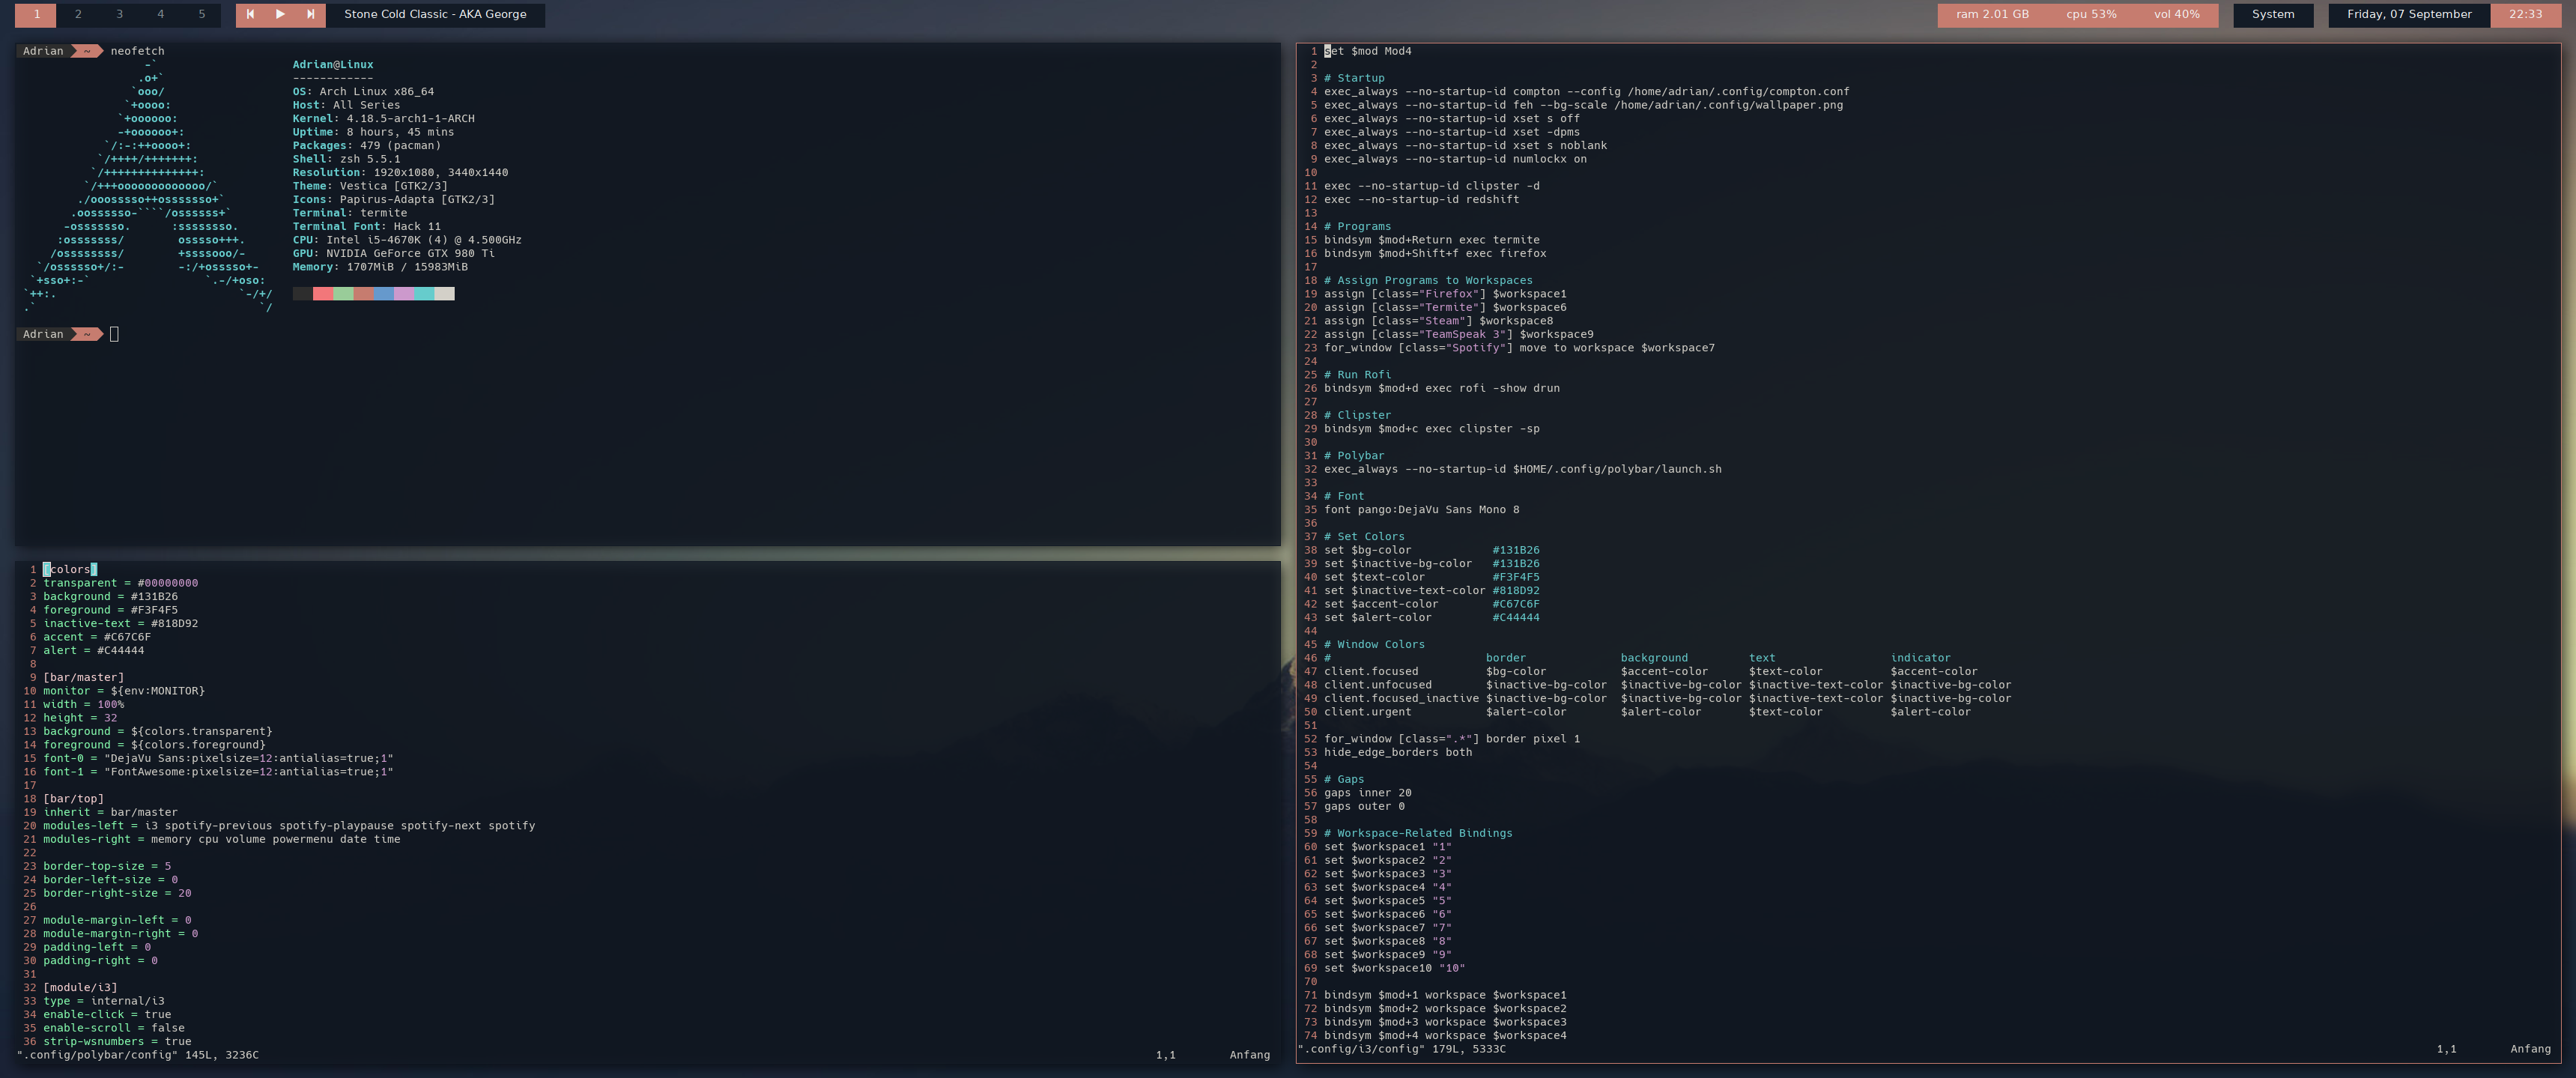 1 2 3 4 5 Stone Cold Classic - AKA George ram 2.01 GB cpu 53% vol 40% System Friday, 07 September 22:33
Adrian ~ neofetch
-`
.o+`
`ooo/
`+oooo:
`+oooooo:
-+oooooo+:
`/:-:++oooo+:
`/++++/+++++++:
`/++++++++++++++:
`/+++ooooooooooooo/`
./ooosssso++osssssso+`
.oossssso-````/ossssss+`
-osssssso. :ssssssso.
:osssssss/ osssso+++.
/ossssssss/ +ssssooo/-
`/ossssso+/:- -:/+osssso+-
`+sso+:-` `.-/+oso:
`++:. `-/+/
.` `/
Adrian@Linux
------------
OS: Arch Linux x86_64
Host: All Series
Kernel: 4.18.5-arch1-1-ARCH
Uptime: 8 hours, 45 mins
Packages: 479 (pacman)
Shell: zsh 5.5.1
Resolution: 1920x1080, 3440x1440
Theme: Vestica [GTK2/3]
Icons: Papirus-Adapta [GTK2/3]
Terminal: termite
Terminal Font: Hack 11
CPU: Intel i5-4670K (4) @ 4.500GHz
GPU: NVIDIA GeForce GTX 980 Ti
Memory: 1707MiB / 15983MiB
Adrian ~
1 [colors]
2 transparent = #00000000
3 background = #131B26
4 foreground = #F3F4F5
5 inactive-text = #818D92
6 accent = #C67C6F
7 alert = #C44444
8
9 [bar/master]
10 monitor = ${env:MONITOR}
11 width = 100%
12 height = 32
13 background = ${colors.transparent}
14 foreground = ${colors.foreground}
15 font-0 = "DejaVu Sans:pixelsize=12:antialias=true;1"
16 font-1 = "FontAwesome:pixelsize=12:antialias=true;1"
17
18 [bar/top]
19 inherit = bar/master
20 modules-left = i3 spotify-previous spotify-playpause spotify-next spotify
21 modules-right = memory cpu volume powermenu date time
22
23 border-top-size = 5
24 border-left-size = 0
25 border-right-size = 20
26
27 module-margin-left = 0
28 module-margin-right = 0
29 padding-left = 0
30 padding-right = 0
31
32 [module/i3]
33 type = internal/i3
34 enable-click = true
35 enable-scroll = false
36 strip-wsnumbers = true
".config/polybar/config" 145L, 3236C 1,1 Anfang
1 set $mod Mod4
2
3 # Startup
4 exec_always --no-startup-id compton --config /home/adrian/.config/compton.conf
5 exec_always --no-startup-id feh --bg-scale /home/adrian/.config/wallpaper.png
6 exec_always --no-startup-id xset s off
7 exec_always --no-startup-id xset -dpms
8 exec_always --no-startup-id xset s noblank
9 exec_always --no-startup-id numlockx on
10
11 exec --no-startup-id clipster -d
12 exec --no-startup-id redshift
13
14 # Programs
15 bindsym $mod+Return exec termite
16 bindsym $mod+Shift+f exec firefox
17
18 # Assign Programs to Workspaces
19 assign [class="Firefox"] $workspace1
20 assign [class="Termite"] $workspace6
21 assign [class="Steam"] $workspace8
22 assign [class="TeamSpeak 3"] $workspace9
23 for_window [class="Spotify"] move to workspace $workspace7
24
25 # Run Rofi
26 bindsym $mod+d exec rofi -show drun
27
28 # Clipster
29 bindsym $mod+c exec clipster -sp
30
31 # Polybar
32 exec_always --no-startup-id $HOME/.config/polybar/launch.sh
33
34 # Font
35 font pango:DejaVu Sans Mono 8
36
37 # Set Colors
38 set $bg-color #131B26
39 set $inactive-bg-color #131B26
40 set $text-color #F3F4F5
41 set $inactive-text-color #818D92
42 set $accent-color #C67C6F
43 set $alert-color #C44444
44
45 # Window Colors
46 # border background text indicator
47 client.focused $bg-color $accent-color $text-color $accent-color
48 client.unfocused $inactive-bg-color $inactive-bg-color $inactive-text-color $inactive-bg-color
49 client.focused_inactive $inactive-bg-color $inactive-bg-color $inactive-text-color $inactive-bg-color
50 client.urgent $alert-color $alert-color $text-color $alert-color
51
52 for_window [class=".*"] border pixel 1
53 hide_edge_borders both
54
55 # Gaps
56 gaps inner 20
57 gaps outer 0
58
59 # Workspace-Related Bindings
60 set $workspace1 "1"
61 set $workspace2 "2"
62 set $workspace3 "3"
63 set $workspace4 "4"
64 set $workspace5 "5"
65 set $workspace6 "6"
66 set $workspace7 "7"
67 set $workspace8 "8"
68 set $workspace9 "9"
69 set $workspace10 "10"
70
71 bindsym $mod+1 workspace $workspace1
72 bindsym $mod+2 workspace $workspace2
73 bindsym $mod+3 workspace $workspace3
74 bindsym $mod+4 workspace $workspace4
".config/i3/config" 179L, 5333C 1,1 Anfang